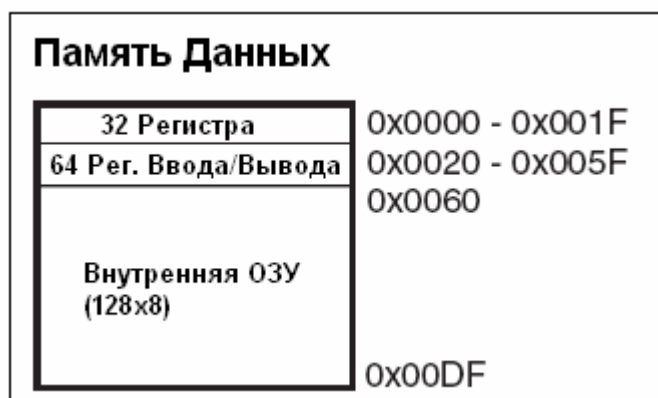 Память Данных
32 Регистра 0x0000 - 0x001F
64 Рег. Ввода/Вывода 0x0020 - 0x005F
0x0060
Внутренняя ОЗУ
(128x8)
0x00DF